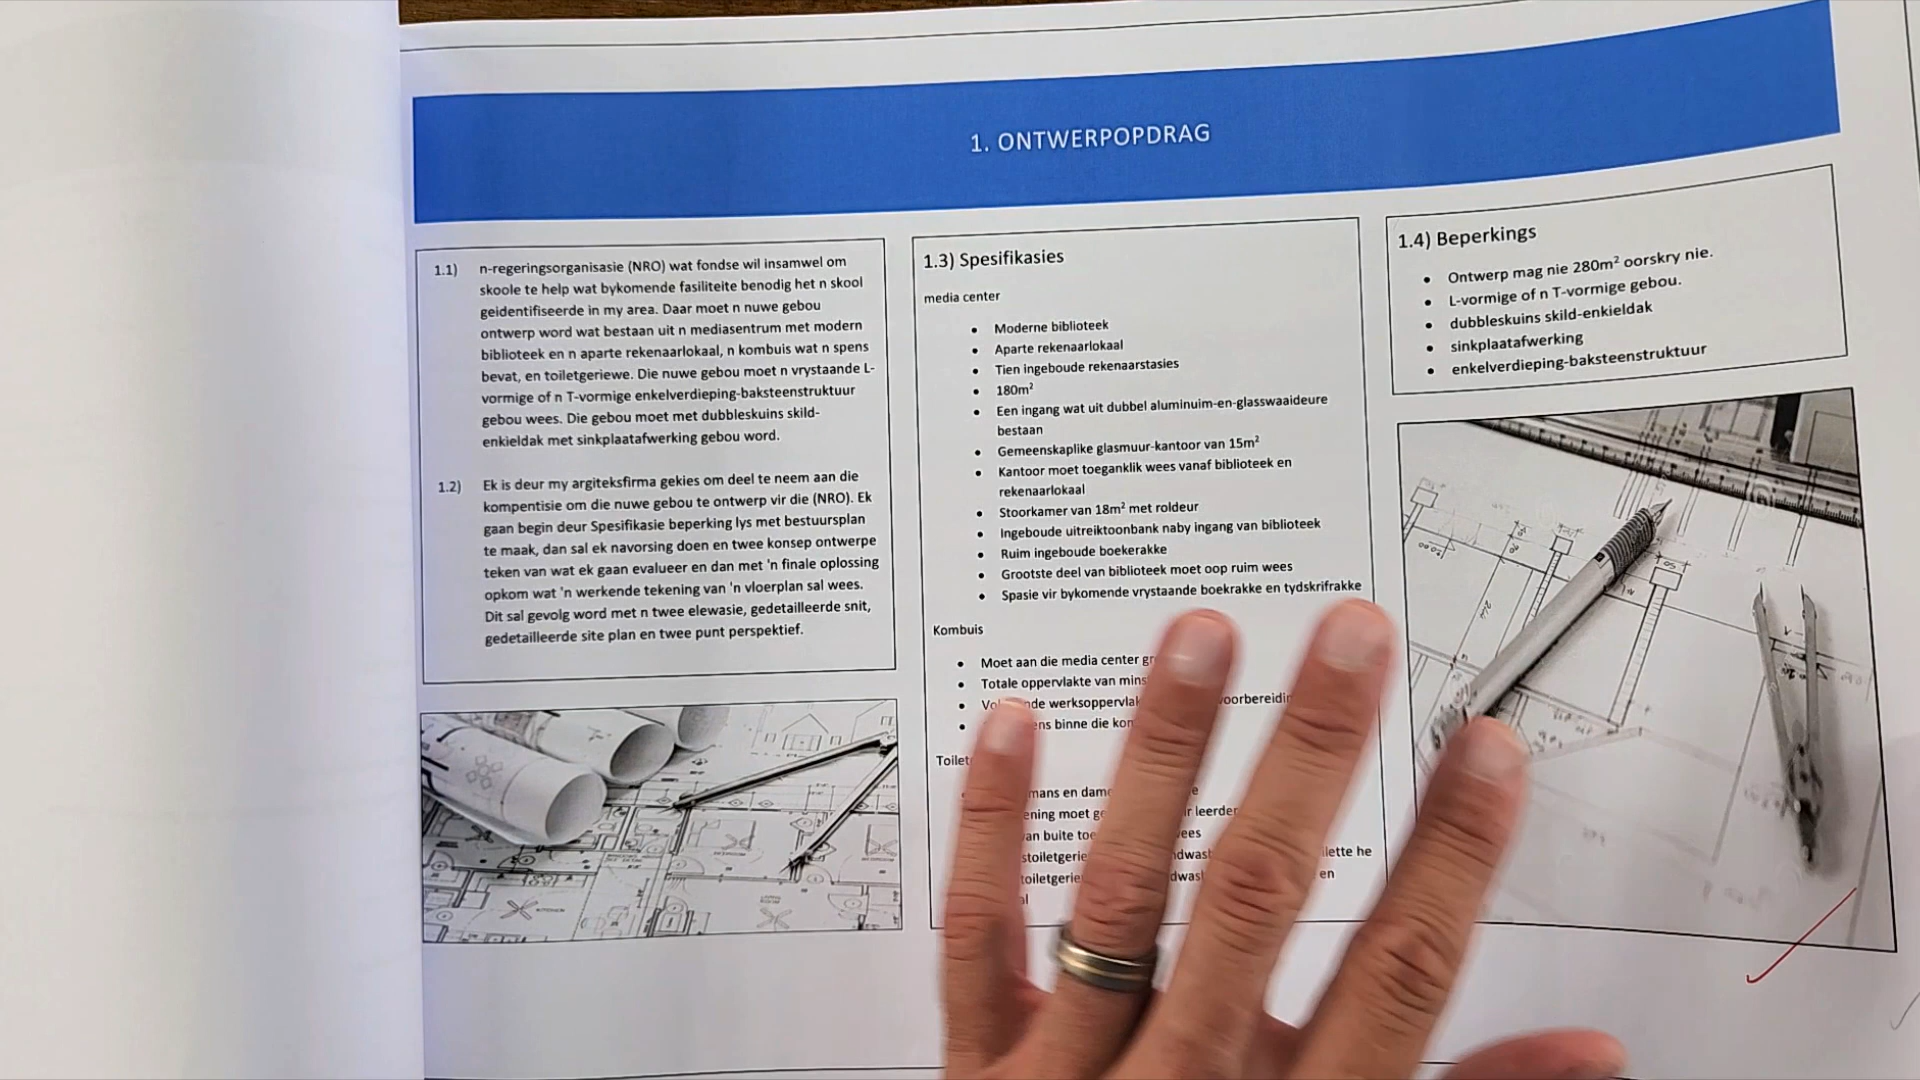 1. ONTWERPOPDRAG
1.1) n-regeringsorganisasie (NRO) wat fondse wil insamwel om
skoole te help wat bykomende fasiliteite benodig het n skool
geidentifiseerde in my area. Daar moet n nuwe gebou
ontwerp word wat bestaan uit n mediasentrum met modern
biblioteek en n aparte rekenaarlokaal, n kombuis wat n spens
bevat, en toiletgeriewe. Die nuwe gebou moet n vrystaande L-
vormige of n T-vormige enkelverdieping-baksteenstruktuur
gebou wees. Die gebou moet met dubbleskuins skild-
enkieldak met sinkplaatafwerking gebou word.
1.2) Ek is deur my argiteksfirma gekies om deel te neem aan die
kompentisie om die nuwe gebou te ontwerp vir die (NRO). Ek
gaan begin deur Spesifikasie beperking lys met bestuursplan
te maak, dan sal ek navorsing doen en twee konsep ontwerpe
teken van wat ek gaan evalueer en dan met 'n finale oplossing
opkom wat 'n werkende tekening van 'n vloerplan sal wees.
Dit sal gevolg word met n twee elewasie, gedetailleerde snit,
gedetailleerde site plan en twee punt perspektief.
1.3) Spesifikasies
media center
• Moderne biblioteek
• Aparte rekenaarlokaal
• Tien ingeboude rekenaarstasies
• 180m²
• Een ingang wat uit dubbel aluminuim-en-glasswaaideure
bestaan
• Gemeenskaplike glasmuur-kantoor van 15m²
• Kantoor moet toeganklik wees vanaf biblioteek en
rekenaarlokaal
• Stoorkamer van 18m² met roldeur
• Ingeboude uitreiktoonbank naby ingang van biblioteek
• Ruim ingeboude boekerakke
• Grootste deel van biblioteek moet oop ruim wees
• Spasie vir bykomende vrystaande boekrakke en tydskrifrakke
Kombuis
• Moet aan die media center
• Totale oppervlakte van
•
• binne die
en
moet leerder
buite
en
1.4) Beperkings
• Ontwerp mag nie 280m² oorskry nie.
• L-vormige of n T-vormige gebou.
• dubbleskuins skild-enkieldak
• sinkplaatafwerking
• enkelverdieping-baksteenstruktuur